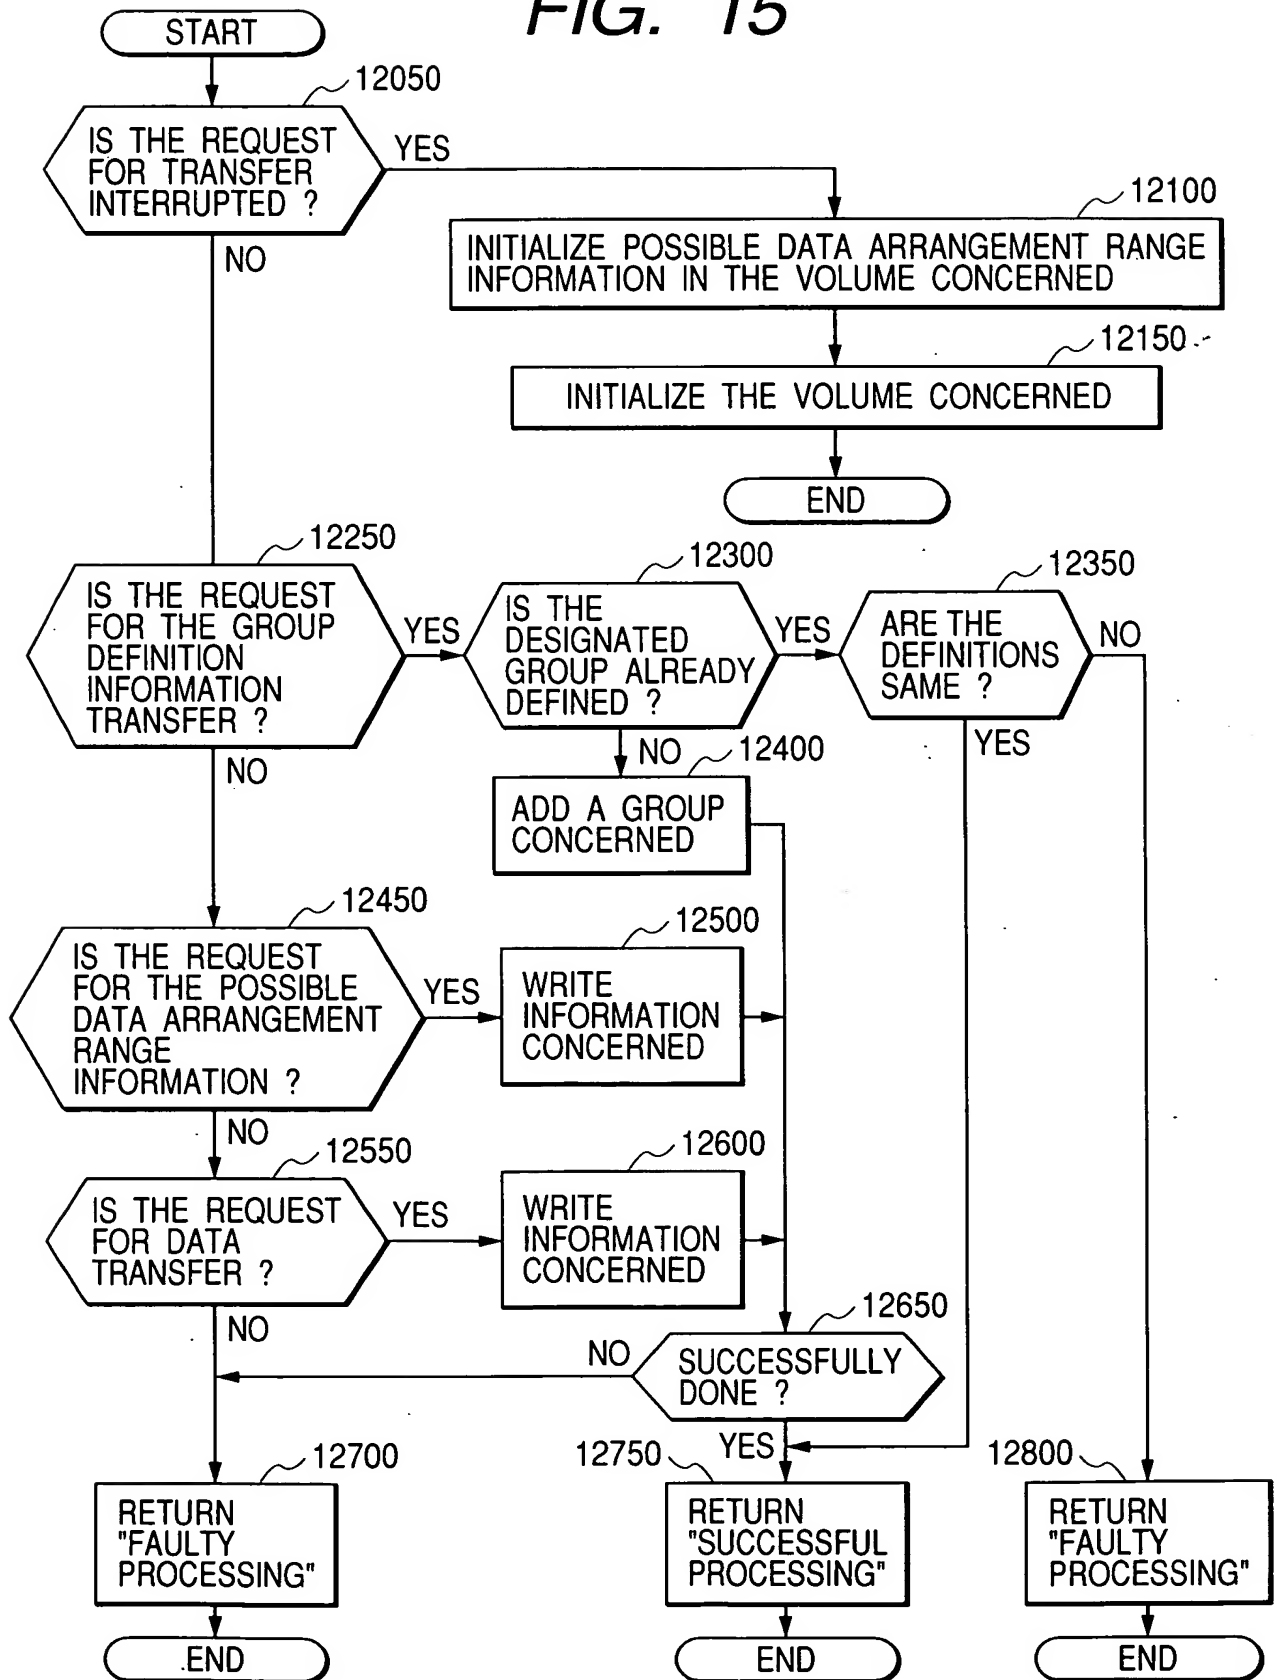 FIG. 15
START
12050
IS THE REQUEST
FOR TRANSFER
INTERRUPTED ?
YES
NO
12100
INITIALIZE POSSIBLE DATA ARRANGEMENT RANGE
INFORMATION IN THE VOLUME CONCERNED
12150
INITIALIZE THE VOLUME CONCERNED
END
12250
IS THE REQUEST
FOR THE GROUP
DEFINITION
INFORMATION
TRANSFER ?
YES
NO
12300
IS THE
DESIGNATED
GROUP ALREADY
DEFINED ?
YES
NO
12350
ARE THE
DEFINITIONS
SAME ?
NO
YES
12400
ADD A GROUP
CONCERNED
12450
IS THE REQUEST
FOR THE POSSIBLE
DATA ARRANGEMENT
RANGE
INFORMATION ?
YES
NO
12500
WRITE
INFORMATION
CONCERNED
12550
IS THE REQUEST
FOR DATA
TRANSFER ?
YES
NO
12600
WRITE
INFORMATION
CONCERNED
12650
SUCCESSFULLY
DONE ?
NO
YES
12700
RETURN
"FAULTY
PROCESSING"
END
12750
RETURN
"SUCCESSFUL
PROCESSING"
END
12800
RETURN
"FAULTY
PROCESSING"
END